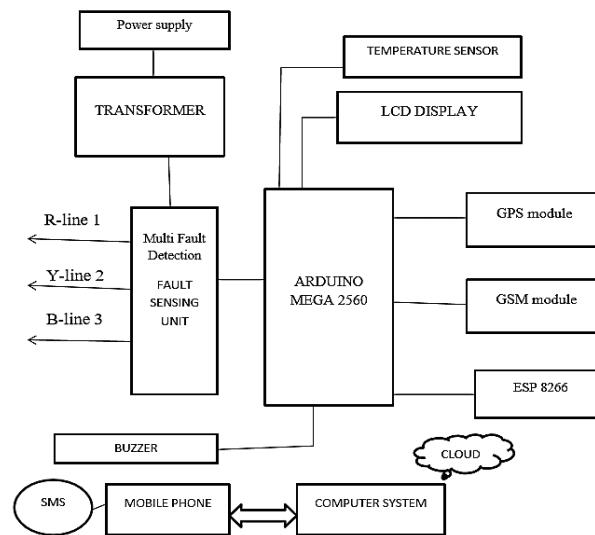 Power supply
TEMPERATURE SENSOR
TRANSFORMER
LCD DISPLAY
R-line 1
Y-line 2
B-line 3
Multi Fault
Detection
FAULT
SENSING
UNIT
ARDUINO
MEGA 2560
GPS module
GSM module
ESP 8266
BUZZER
CLOUD
SMS
MOBILE PHONE
COMPUTER SYSTEM